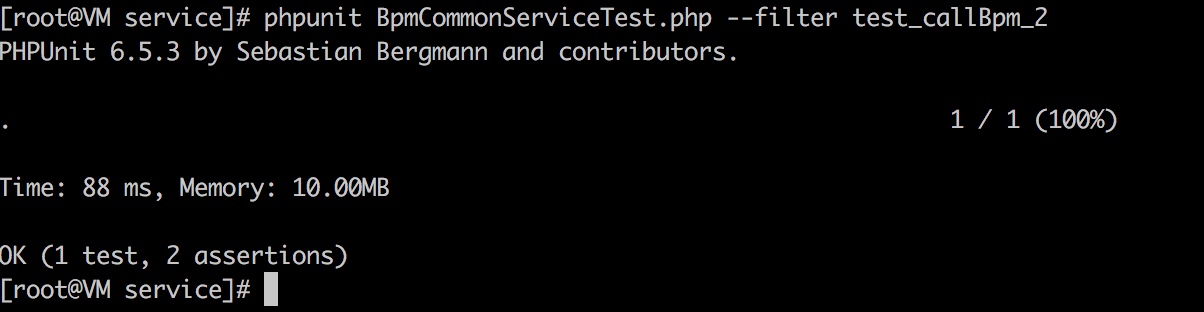 [root@VM service]# phpunit BpmCommonServiceTest.php --filter test_callBpm_2
PHPUnit 6.5.3 by Sebastian Bergmann and contributors.
. 1 / 1 (100%)
Time: 88 ms, Memory: 10.00MB
OK (1 test, 2 assertions)
[root@VM service]#